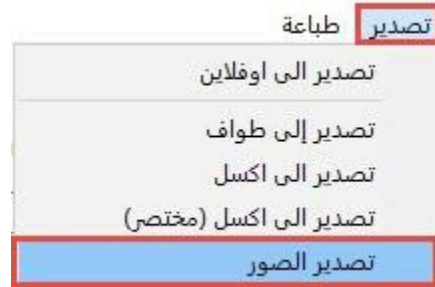 تصدير طباعة
تصدير الى اوفلاين
تصدير إلى طواف
تصدير الى اكسل
تصدير الى اكسل (مختصر)
تصدير الصور